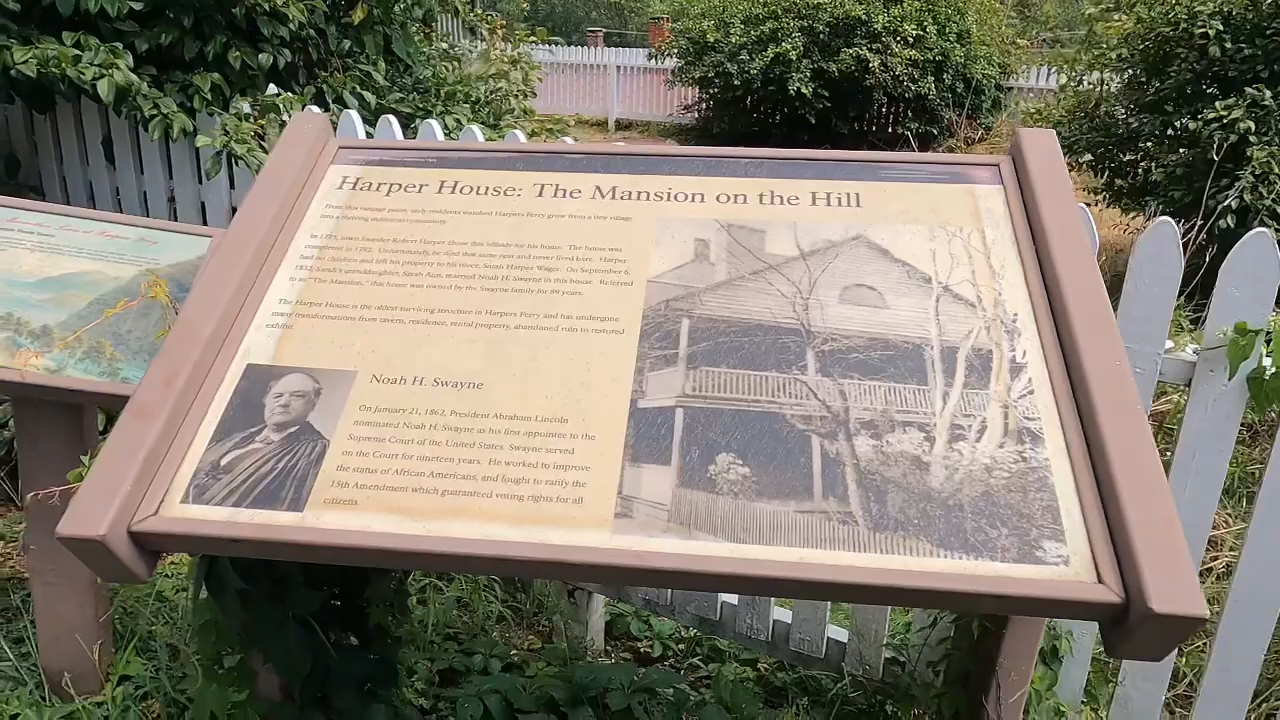 Harper House: The Mansion on the Hill
From this vantage point, early residents watched Harpers Ferry grow from a tiny village
into a thriving community.
In 1775, town founder Robert Harper chose this hillside for his home. The house was
completed in 1782. Unfortunately, he died that same year and never lived here. Harper
had no children and left his property to his niece, Sarah Harper Wager. On September 6,
1832, Sarah's granddaughter, Sarah Ann, married Noah H. Swayne in this house. Referred
to as "The Mansion," this house was owned by the Swayne family for 89 years.
The Harper House is the oldest surviving structure in Harpers Ferry and has undergone
many transformations from tavern, residence, rental property, abandoned ruin to restored
exhibit.
Noah H. Swayne
On January 21, 1862, President Abraham Lincoln
nominated Noah H. Swayne as his first appointee to the
Supreme Court of the United States. Swayne served
on the Court for nineteen years. He worked to improve
the status of African Americans, and fought to ratify the
15th Amendment which guaranteed voting rights for all
citizens.